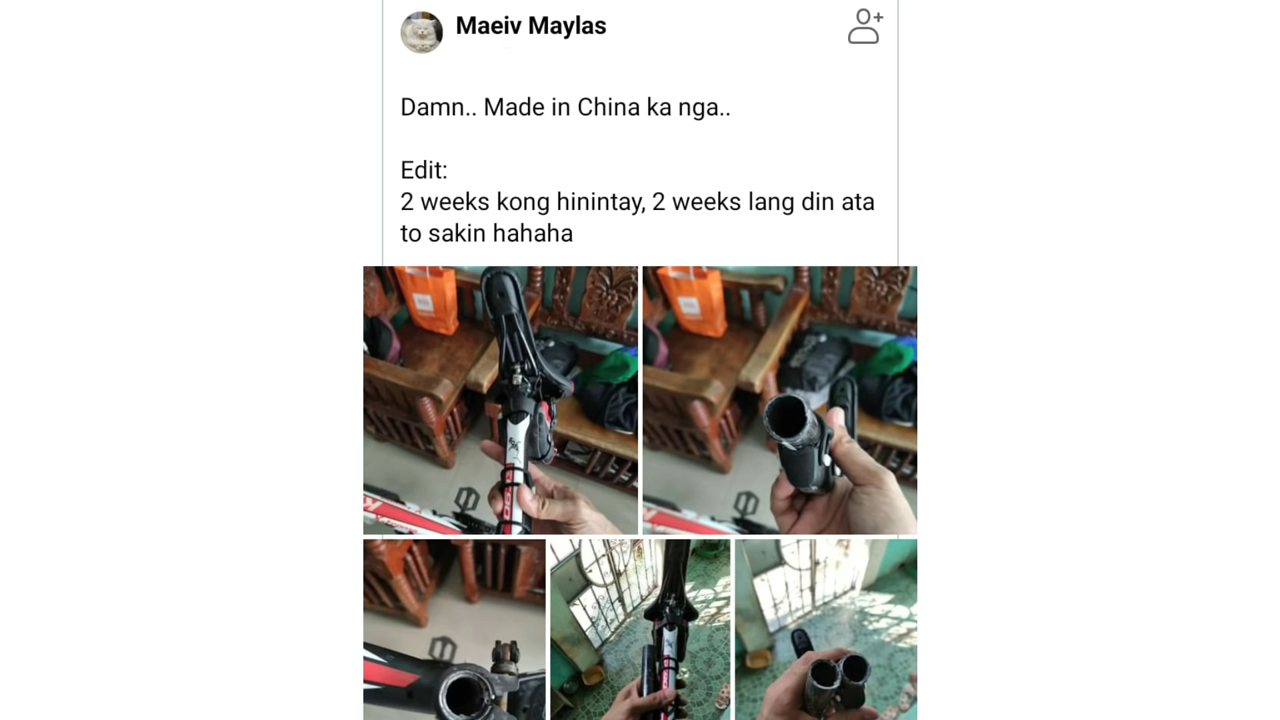 Maeiv Maylas
Damn.. Made in China ka nga..
Edit:
2 weeks kong hinintay, 2 weeks lang din ata
to sakin hahaha